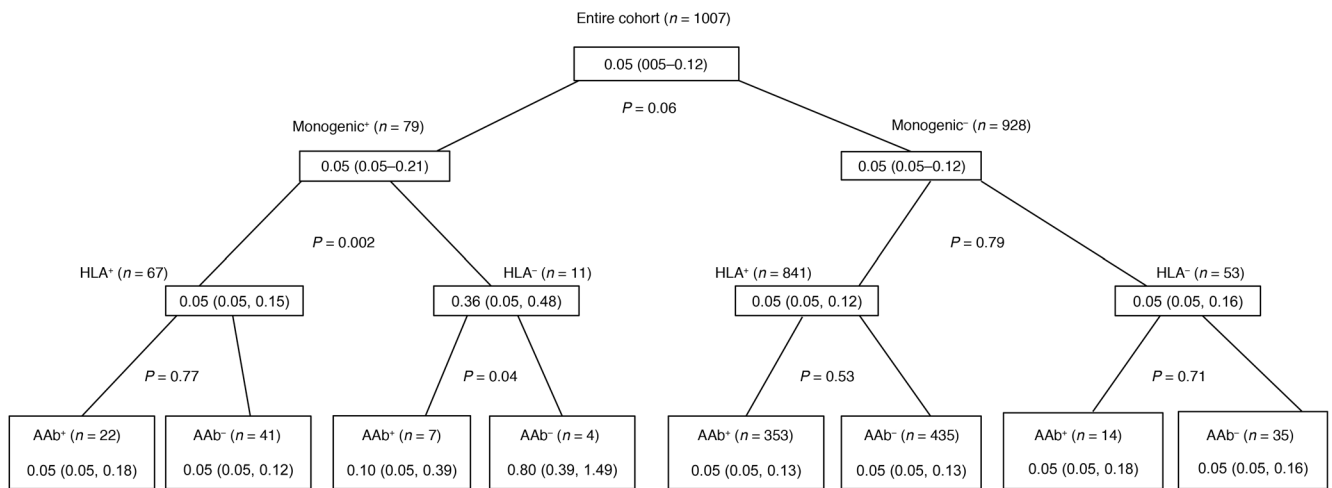 Entire cohort (n = 1007)
0.05 (005–0.12)
P = 0.06
Monogenic⁺ (n = 79)
Monogenic⁻ (n = 928)
0.05 (0.05–0.21)
0.05 (0.05–0.12)
P = 0.002
P = 0.79
HLA⁺ (n = 67)
HLA⁻ (n = 11)
HLA⁺ (n = 841)
HLA⁻ (n = 53)
0.05 (0.05, 0.15)
0.36 (0.05, 0.48)
0.05 (0.05, 0.12)
0.05 (0.05, 0.16)
P = 0.77
P = 0.04
P = 0.53
P = 0.71
AAb⁺ (n = 22)
0.05 (0.05, 0.18)
AAb⁻ (n = 41)
0.05 (0.05, 0.12)
AAb⁺ (n = 7)
0.10 (0.05, 0.39)
AAb⁻ (n = 4)
0.80 (0.39, 1.49)
AAb⁺ (n = 353)
0.05 (0.05, 0.13)
AAb⁻ (n = 435)
0.05 (0.05, 0.13)
AAb⁺ (n = 14)
0.05 (0.05, 0.18)
AAb⁻ (n = 35)
0.05 (0.05, 0.16)